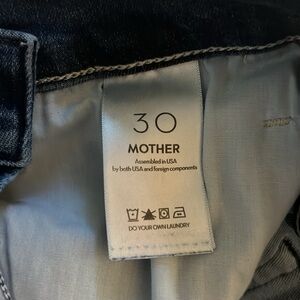 30
MOTHER
Assembled in USA
by both USA and foreign components
DO YOUR OWN LAUNDRY